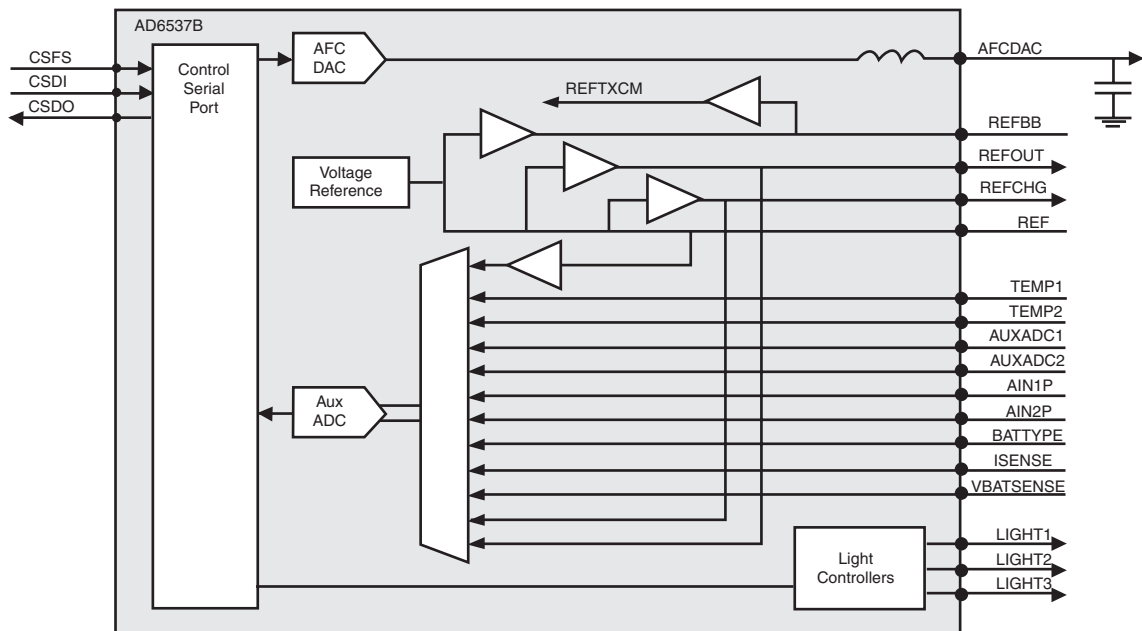 AD6537B
CSFS
CSDI
CSDO
Control
Serial
Port
AFC
DAC
AFCDAC
REFTXCM
REFBB
Voltage
Reference
REFOUT
REFCHG
REF
TEMP1
TEMP2
AUXADC1
AUXADC2
AIN1P
AIN2P
BATTYPE
ISENSE
VBATSENSE
Aux
ADC
Light
Controllers
LIGHT1
LIGHT2
LIGHT3